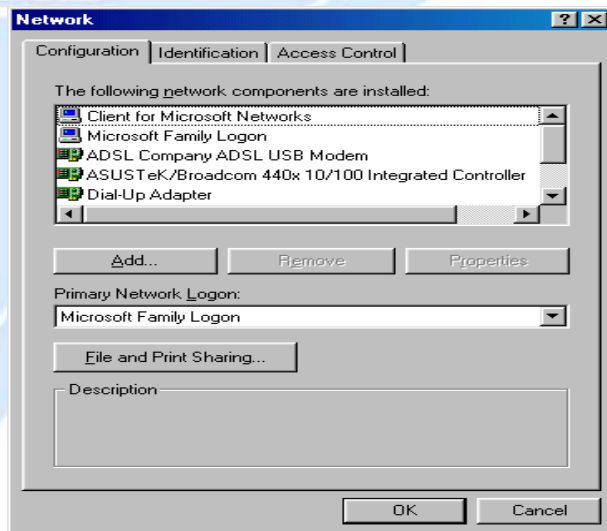 Network
Configuration Identification Access Control
The following network components are installed:
Client for Microsoft Networks
Microsoft Family Logon
ADSL Company ADSL USB Modem
ASUSTeK/Broadcom 440x 10/100 Integrated Controller
Dial-Up Adapter
Add... Remove Properties
Primary Network Logon:
Microsoft Family Logon
File and Print Sharing...
Description
OK Cancel